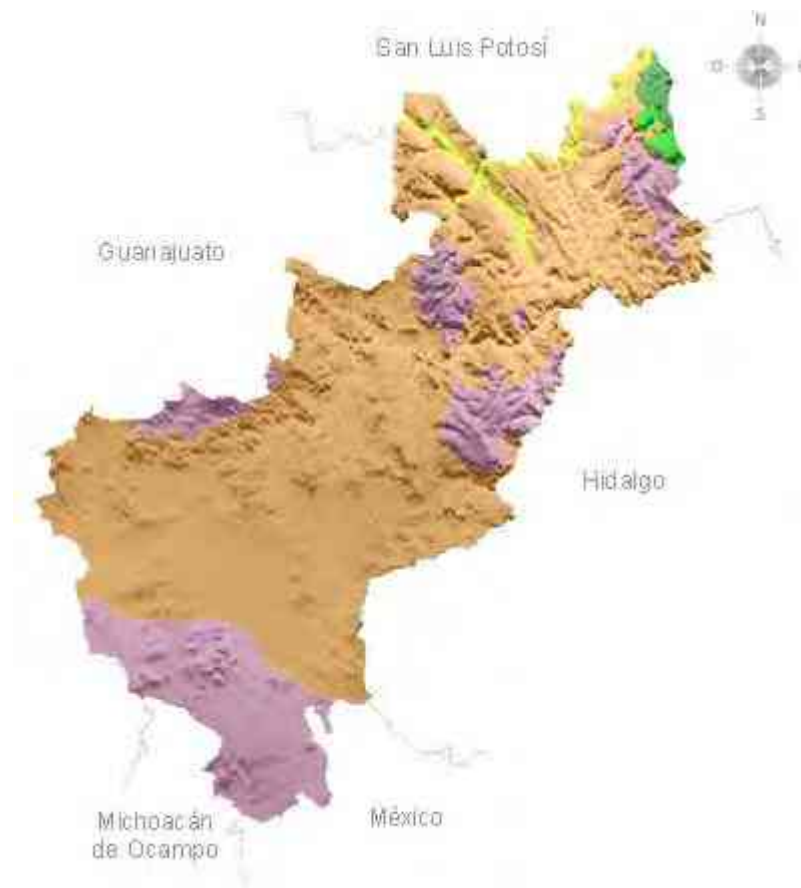 San Luis Potosí
N
O
E
S
Guanajuato
Hidalgo
Michoacán
de Ocampo
México